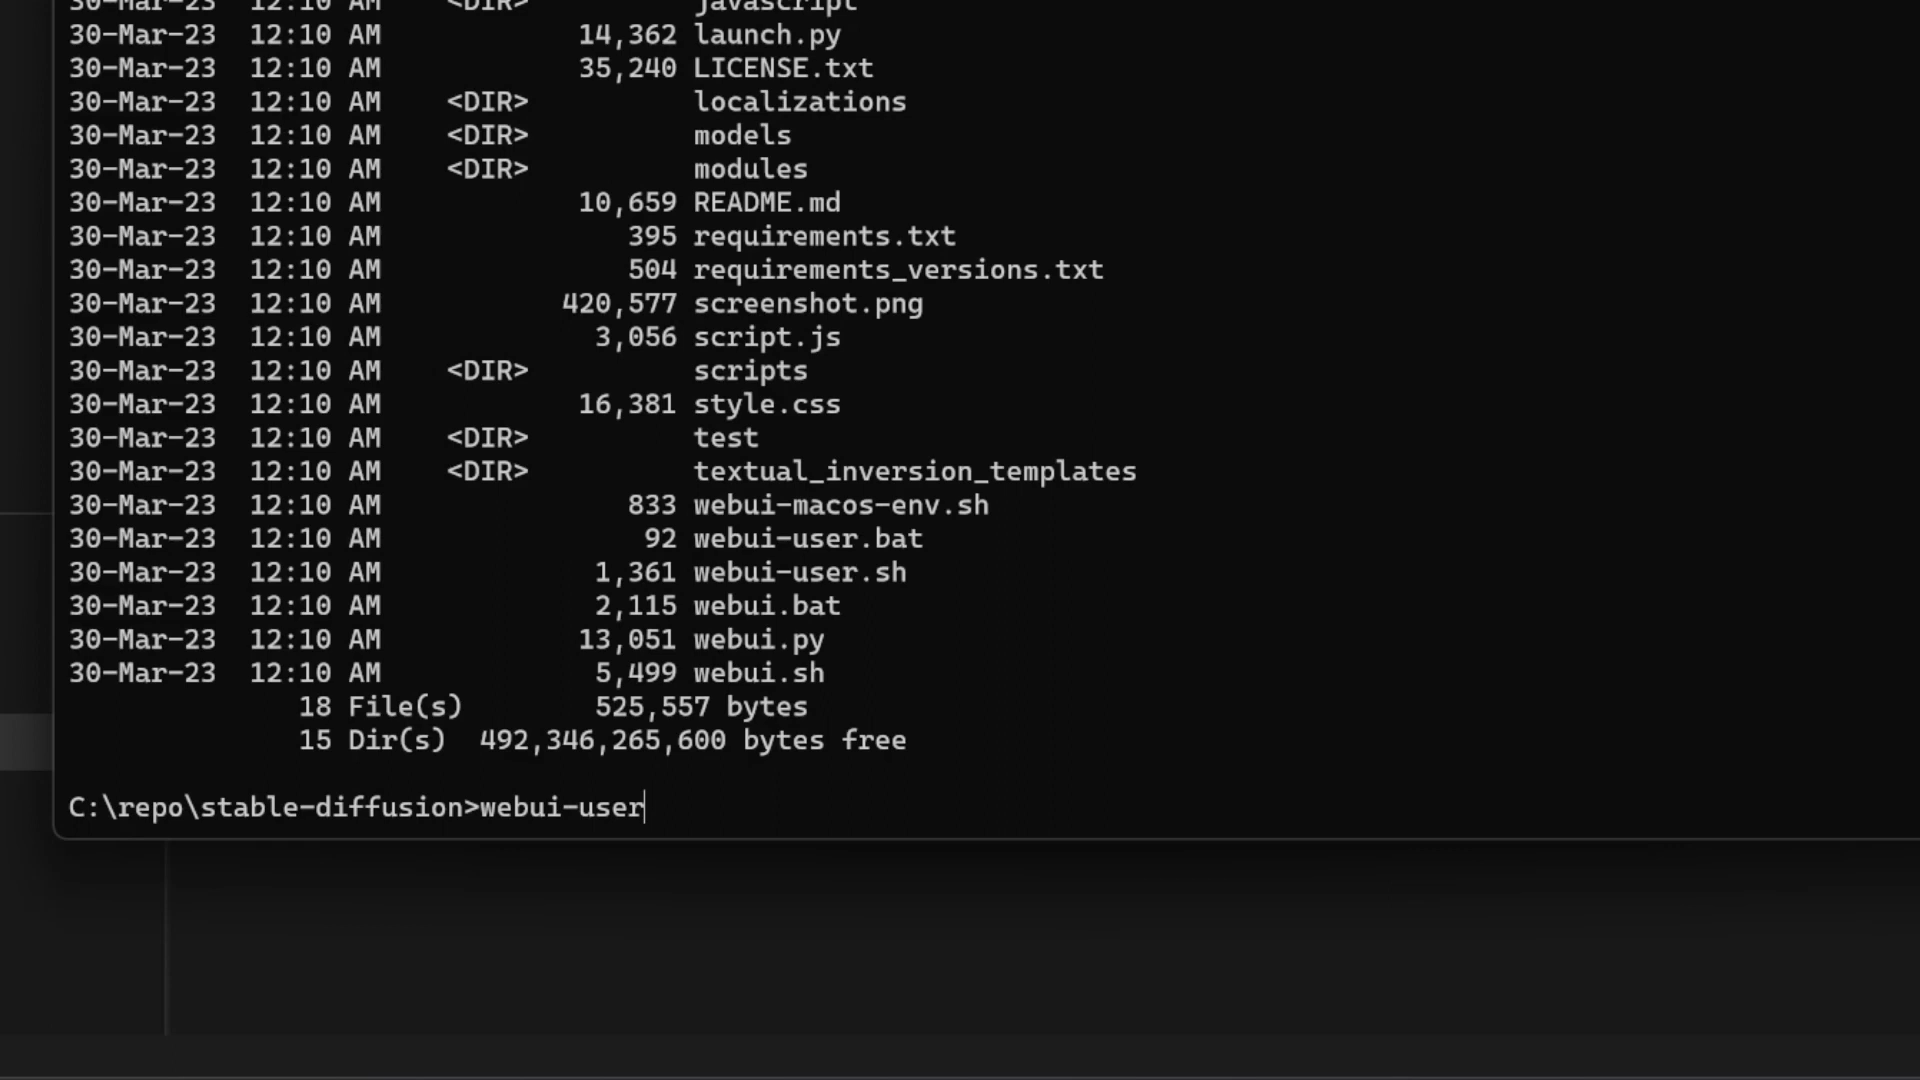 30-Mar-23  12:10 AM    <DIR>          javascript
30-Mar-23  12:10 AM            14,362 launch.py
30-Mar-23  12:10 AM            35,240 LICENSE.txt
30-Mar-23  12:10 AM    <DIR>          localizations
30-Mar-23  12:10 AM    <DIR>          models
30-Mar-23  12:10 AM    <DIR>          modules
30-Mar-23  12:10 AM            10,659 README.md
30-Mar-23  12:10 AM               395 requirements.txt
30-Mar-23  12:10 AM               504 requirements_versions.txt
30-Mar-23  12:10 AM           420,577 screenshot.png
30-Mar-23  12:10 AM             3,056 script.js
30-Mar-23  12:10 AM    <DIR>          scripts
30-Mar-23  12:10 AM            16,381 style.css
30-Mar-23  12:10 AM    <DIR>          test
30-Mar-23  12:10 AM    <DIR>          textual_inversion_templates
30-Mar-23  12:10 AM               833 webui-macos-env.sh
30-Mar-23  12:10 AM                92 webui-user.bat
30-Mar-23  12:10 AM             1,361 webui-user.sh
30-Mar-23  12:10 AM             2,115 webui.bat
30-Mar-23  12:10 AM            13,051 webui.py
30-Mar-23  12:10 AM             5,499 webui.sh
              18 File(s)        525,557 bytes
              15 Dir(s)  492,346,265,600 bytes free
C:\repo\stable-diffusion>webui-user